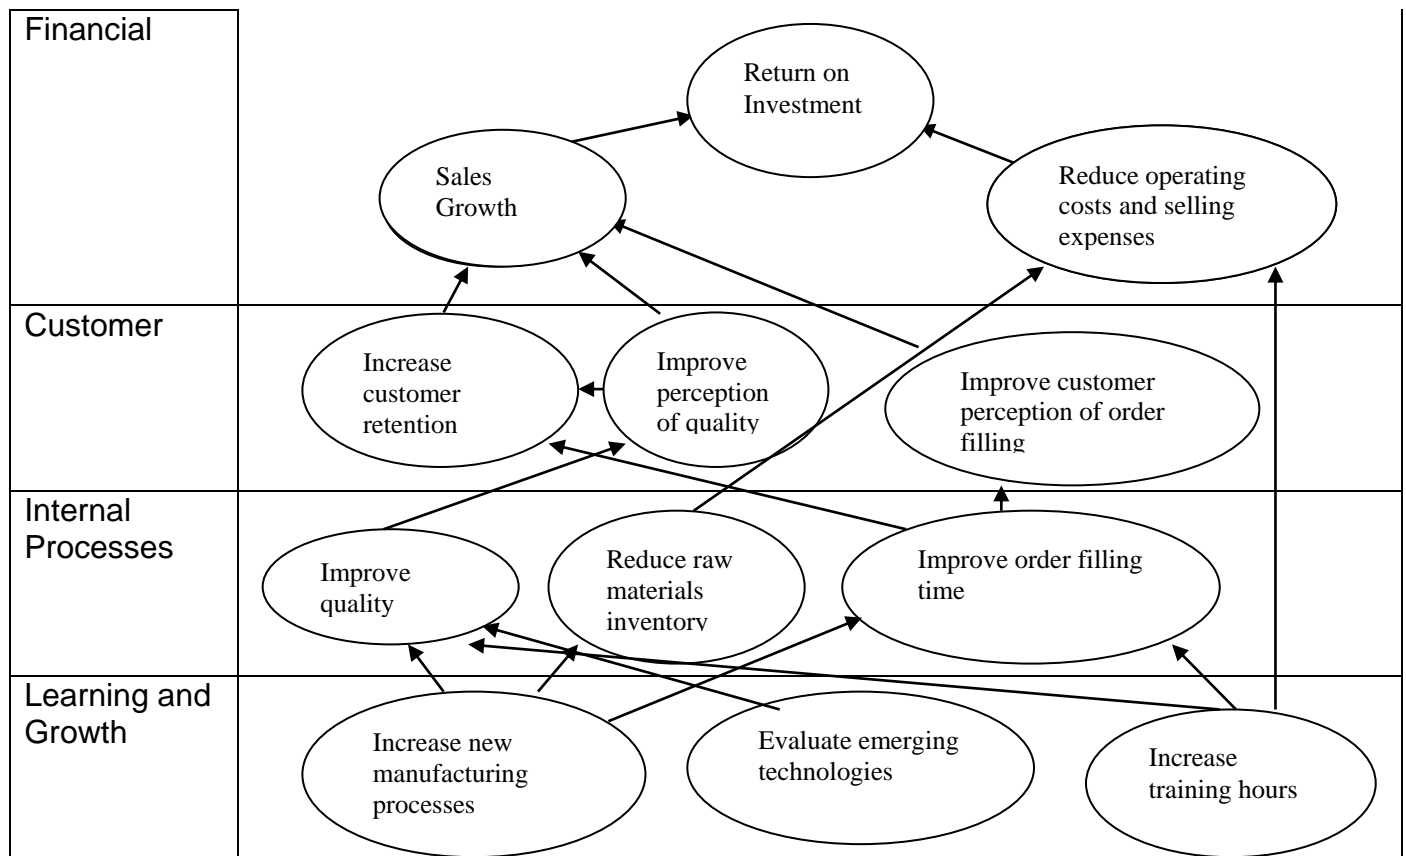 Financial
Return on
Investment
Sales
Growth
Reduce operating
costs and selling
expenses
Customer
Increase
customer
retention
Improve
perception
of quality
Improve customer
perception of order
filling
Internal
Processes
Improve
quality
Reduce raw
materials
inventory
Improve order filling
time
Learning and
Growth
Increase new
manufacturing
processes
Evaluate emerging
technologies
Increase
training hours